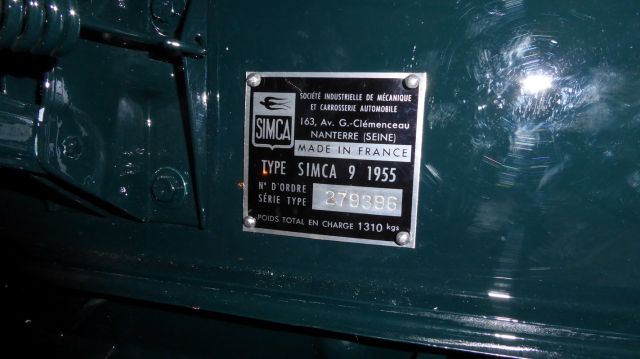 SIMCA
SOCIÉTÉ INDUSTRIELLE DE MÉCANIQUE
ET CARROSSERIE AUTOMOBILE
163, Av. G.-Clémenceau
NANTERRE (SEINE)
MADE IN FRANCE
TYPE SIMCA 9 1955
N° D'ORDRE
SÉRIE TYPE 279396
POIDS TOTAL EN CHARGE 1310 kgs